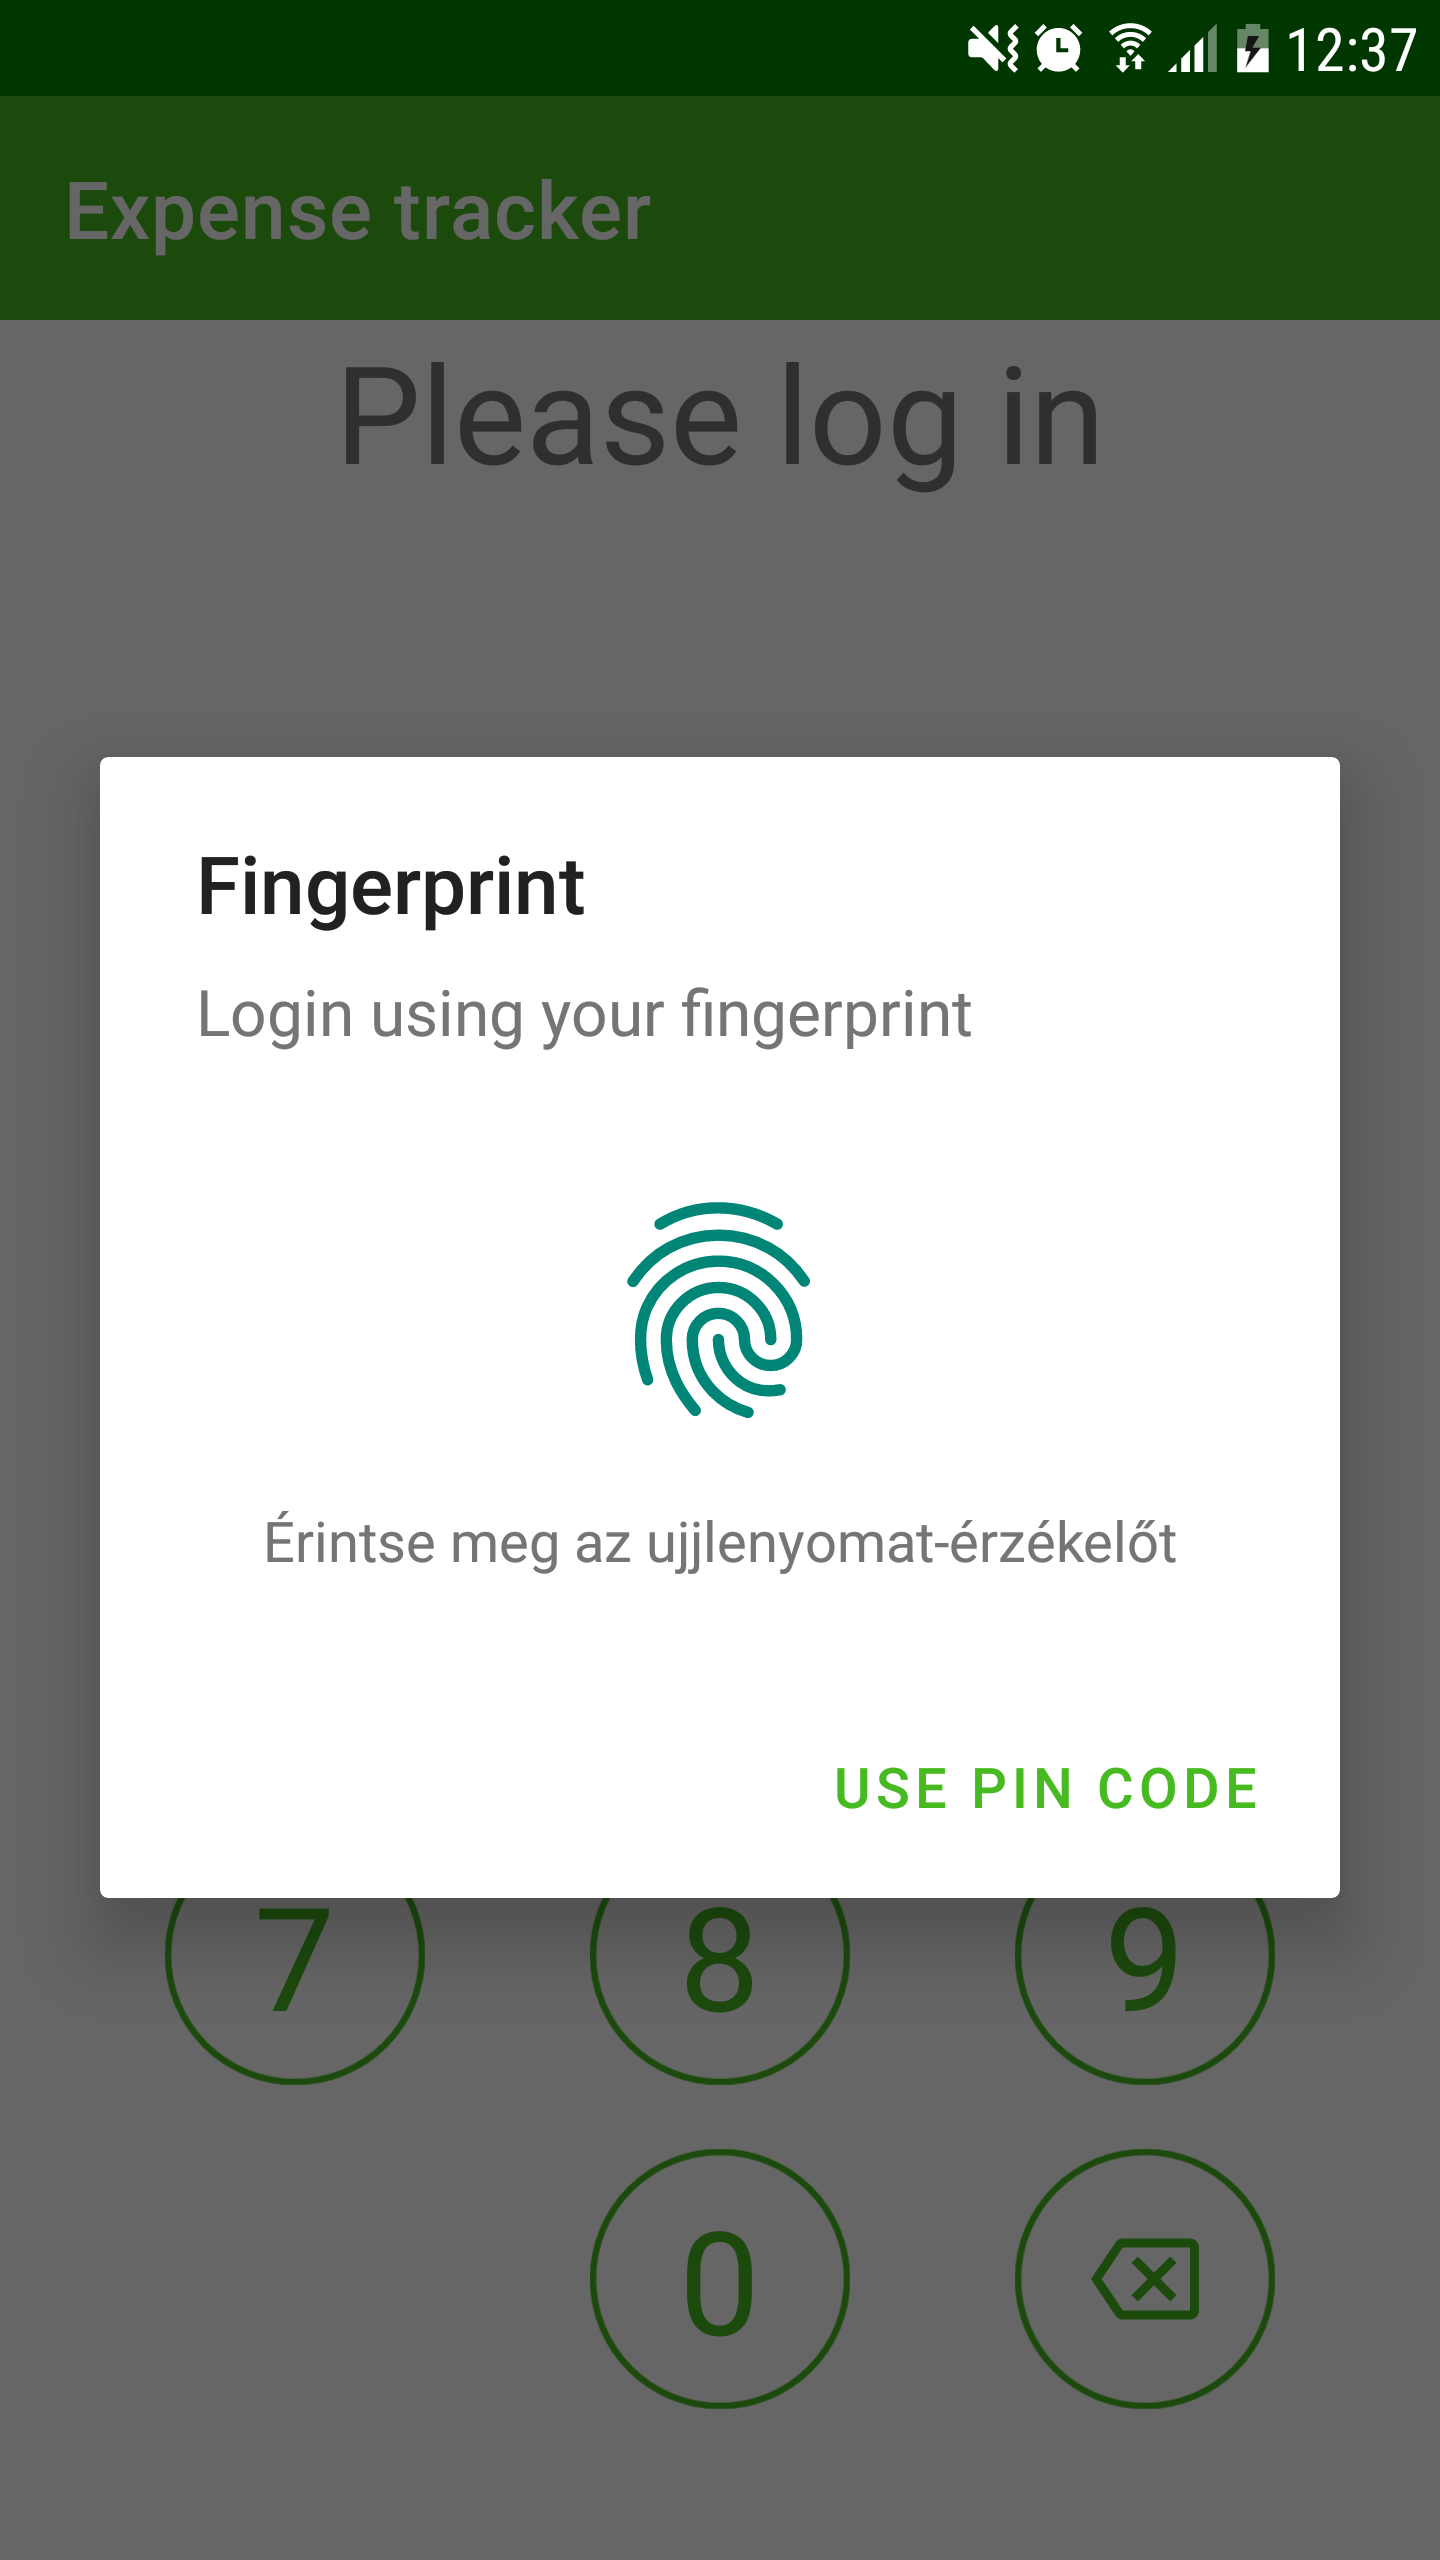 12:37
Expense tracker
Please log in
Fingerprint
Login using your fingerprint
Érintse meg az ujjlenyomat-érzékelőt
USE PIN CODE
7 8 9
0